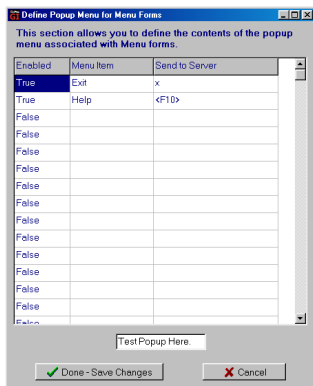 Define Popup Menu for Menu Forms
This section allows you to define the contents of the popup
menu associated with Menu forms.
Enabled Menu Item Send to Server
True Exit x
True Help <F10>
False
False
False
False
False
False
False
False
False
False
False
False
False
Test Popup Here.
Done - Save Changes Cancel